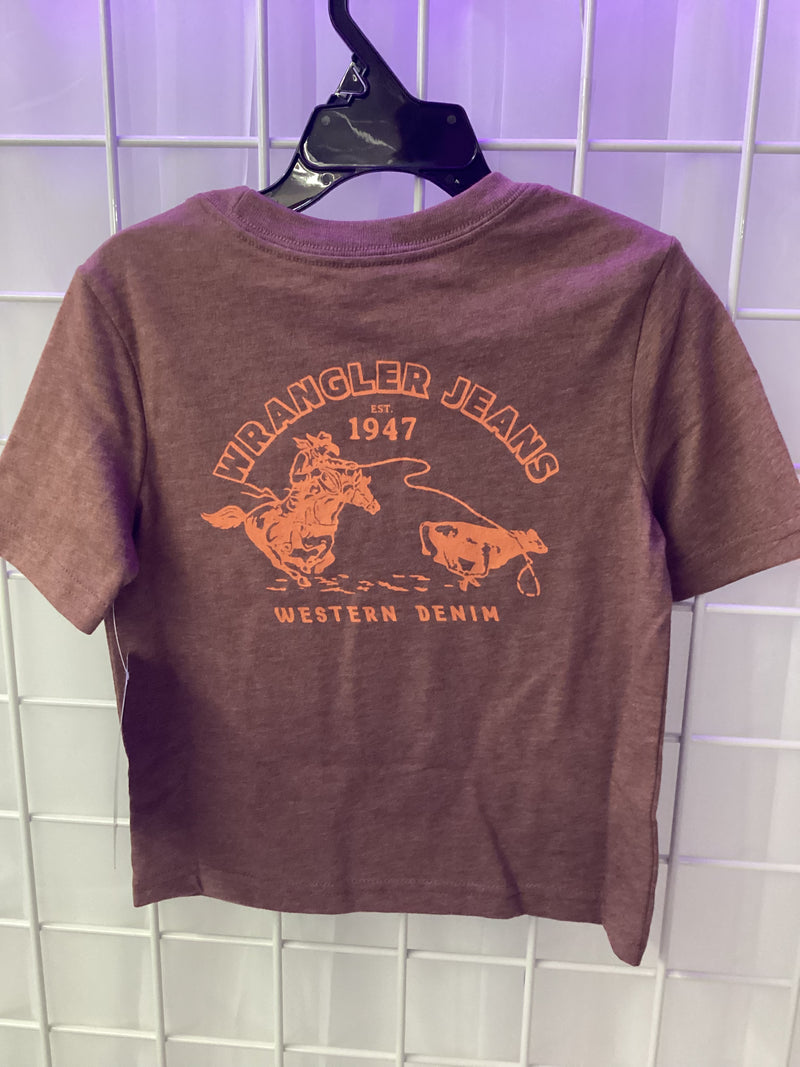 WRANGLER JEANS
EST.
1947
WESTERN DENIM